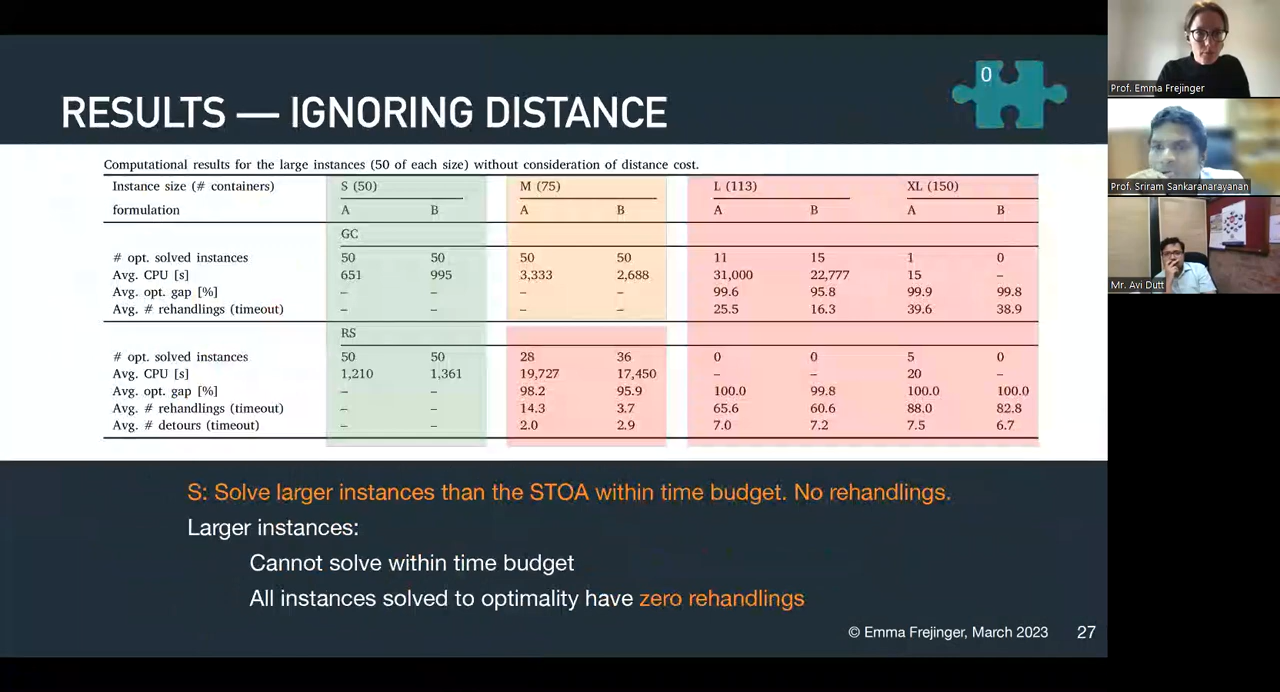 0
RESULTS — IGNORING DISTANCE
Computational results for the large instances (50 of each size) without consideration of distance cost.
Instance size (# containers) S (50) M (75) L (113) XL (150)
formulation A B A B A B A B
GC
# opt. solved instances 50 50 50 50 11 15 1 0
Avg. CPU [s] 651 995 3,333 2,688 31,000 22,777 15 –
Avg. opt. gap [%] – – – – 99.6 95.8 99.9 99.8
Avg. # rehandlings (timeout) – – – – 25.5 16.3 39.6 38.9
RS
# opt. solved instances 50 50 28 36 0 0 5 0
Avg. CPU [s] 1,210 1,361 19,727 17,450 – – 20 –
Avg. opt. gap [%] – – 98.2 95.9 100.0 99.8 100.0 100.0
Avg. # rehandlings (timeout) – – 14.3 3.7 65.6 60.6 88.0 82.8
Avg. # detours (timeout) – – 2.0 2.9 7.0 7.2 7.5 6.7
S: Solve larger instances than the STOA within time budget. No rehandlings.
Larger instances:
Cannot solve within time budget
All instances solved to optimality have zero rehandlings
© Emma Frejinger, March 2023 27
Prof. Emma Frejinger
Prof. Sriram Sankaranarayanan
Mr. Avi Dutt